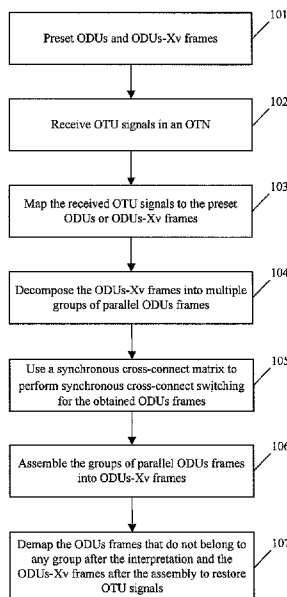 101
Preset ODUs and ODUs-Xv frames
102
Receive OTU signals in an OTN
103
Map the received OTU signals to the preset
ODUs or ODUs-Xv frames
104
Decompose the ODUs-Xv frames into multiple
groups of parallel ODUs frames
105
Use a synchronous cross-connect matrix to
perform synchronous cross-connect switching
for the obtained ODUs frames
106
Assemble the groups of parallel ODUs frames
into ODUs-Xv frames
107
Demap the ODUs frames that do not belong to
any group after the interpretation and the
ODUs-Xv frames after the assembly to restore
OTU signals